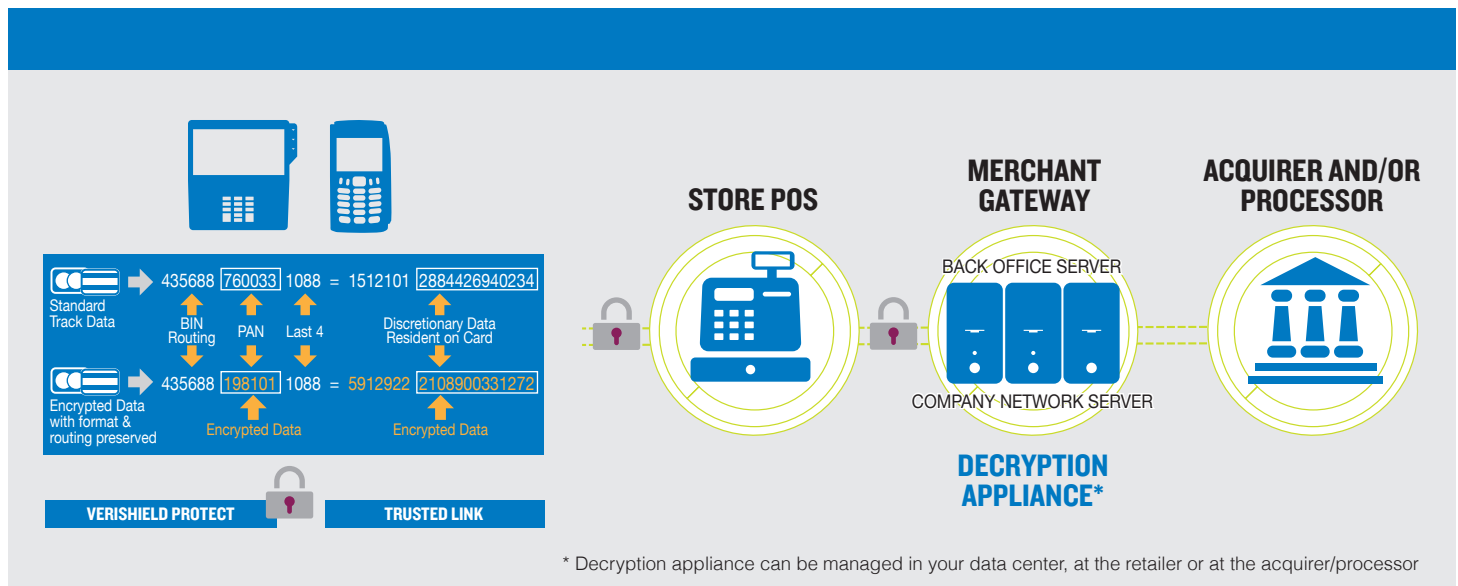 435688 760033 1088 = 1512101 2884426940234
Standard
Track Data
BIN
Routing
PAN
Last 4
Discretionary Data
Resident on Card
435688 198101 1088 = 5912922 2108900331272
Encrypted Data
with format &
routing preserved
Encrypted Data
Encrypted Data
VERISHIELD PROTECT
TRUSTED LINK
STORE POS
MERCHANT
GATEWAY
BACK OFFICE SERVER
COMPANY NETWORK SERVER
DECRYPTION
APPLIANCE*
ACQUIRER AND/OR
PROCESSOR
* Decryption appliance can be managed in your data center, at the retailer or at the acquirer/processor